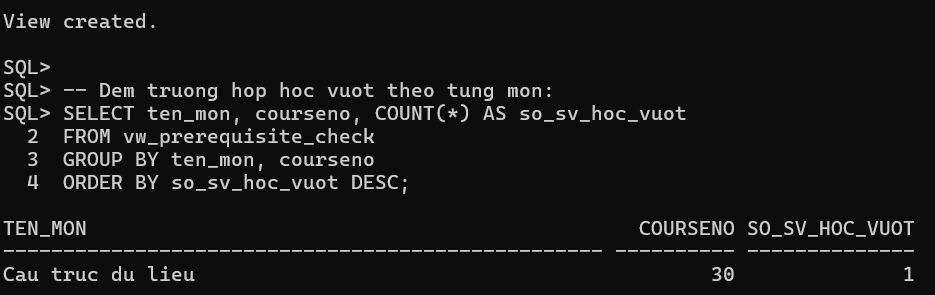 View created.
SQL>
SQL> -- Dem truong hop hoc vuot theo tung mon:
SQL> SELECT ten_mon, courseno, COUNT(*) AS so_sv_hoc_vuot
  2  FROM vw_prerequisite_check
  3  GROUP BY ten_mon, courseno
  4  ORDER BY so_sv_hoc_vuot DESC;
TEN_MON                                              COURSENO SO_SV_HOC_VUOT
-------------------------------------------------- ---------- --------------
Cau truc du lieu                                           30              1